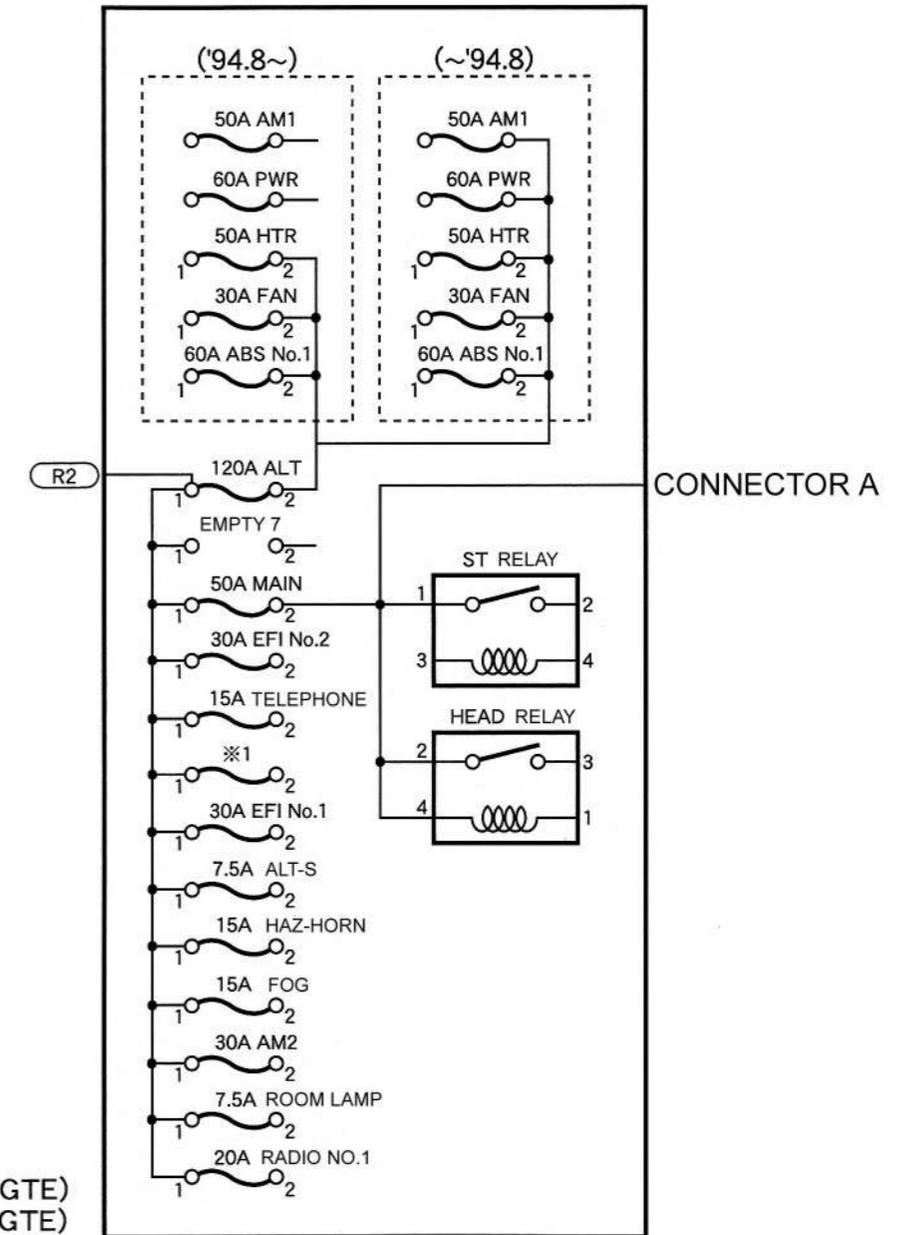 ('94.8~) (~'94.8)
50A AM1 50A AM1
60A PWR 60A PWR
50A HTR 50A HTR
1 2 1 2
30A FAN 30A FAN
1 2 1 2
60A ABS No.1 60A ABS No.1
1 2 1 2
R2 120A ALT CONNECTOR A
1 2
EMPTY 7
1 2
ST RELAY
50A MAIN
1 2 1 2
30A EFI No.2
1 2 3 4
15A TELEPHONE
1 2
HEAD RELAY
※1
1 2 2 3
30A EFI No.1
1 2 4 1
7.5A ALT-S
1 2
15A HAZ-HORN
1 2
15A FOG
1 2
30A AM2
1 2
7.5A ROOM LAMP
1 2
20A RADIO NO.1
1 2
GTE)
GTE)